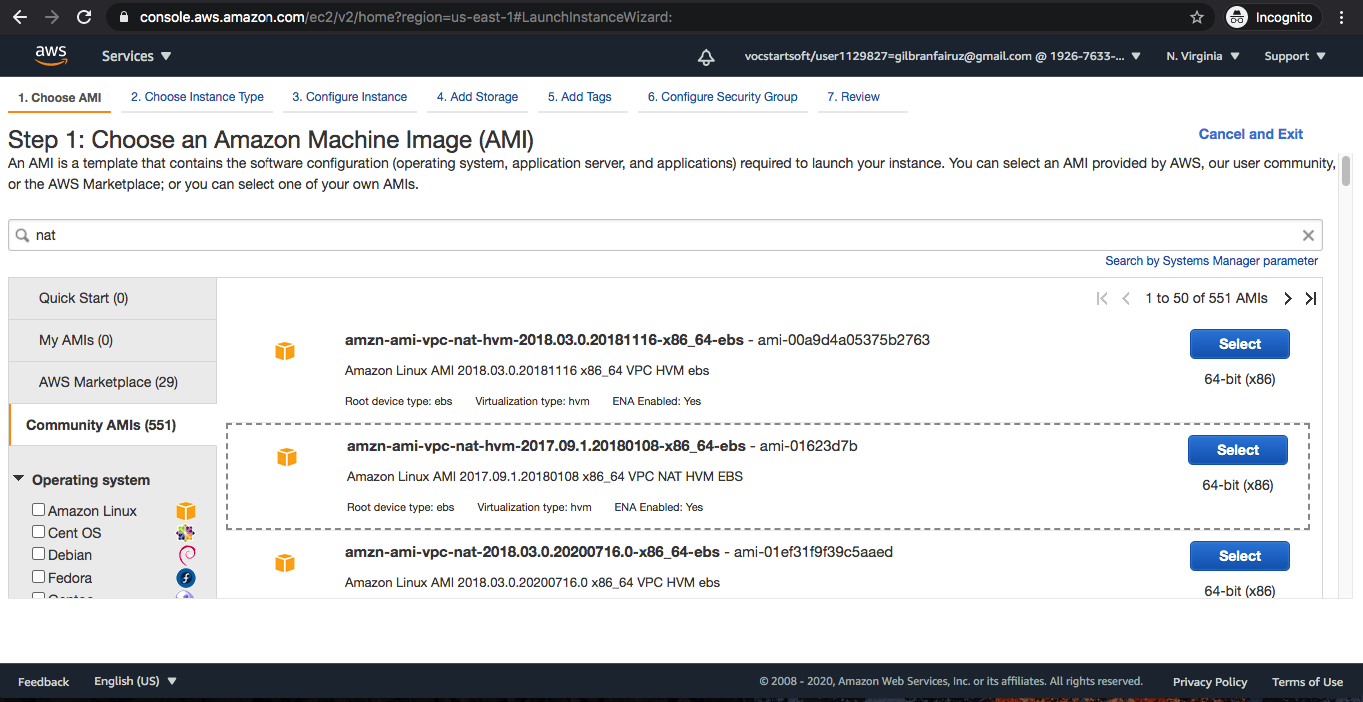 console.aws.amazon.com/ec2/v2/home?region=us-east-1#LaunchInstanceWizard:
Incognito
aws
Services
vocstartsoft/user1129827=gilbranfairuz@gmail.com @ 1926-7633-...
N. Virginia
Support
1. Choose AMI
2. Choose Instance Type
3. Configure Instance
4. Add Storage
5. Add Tags
6. Configure Security Group
7. Review
Step 1: Choose an Amazon Machine Image (AMI)
Cancel and Exit
An AMI is a template that contains the software configuration (operating system, application server, and applications) required to launch your instance. You can select an AMI provided by AWS, our user community,
or the AWS Marketplace; or you can select one of your own AMIs.
nat
Search by Systems Manager parameter
Quick Start (0)
My AMIs (0)
AWS Marketplace (29)
Community AMIs (551)
Operating system
Amazon Linux
Cent OS
Debian
Fedora
1 to 50 of 551 AMIs
amzn-ami-vpc-nat-hvm-2018.03.0.20181116-x86_64-ebs - ami-00a9d4a05375b2763
Select
Amazon Linux AMI 2018.03.0.20181116 x86_64 VPC HVM ebs
64-bit (x86)
Root device type: ebs Virtualization type: hvm ENA Enabled: Yes
amzn-ami-vpc-nat-hvm-2017.09.1.20180108-x86_64-ebs - ami-01623d7b
Select
Amazon Linux AMI 2017.09.1.20180108 x86_64 VPC NAT HVM EBS
64-bit (x86)
Root device type: ebs Virtualization type: hvm ENA Enabled: Yes
amzn-ami-vpc-nat-2018.03.0.20200716.0-x86_64-ebs - ami-01ef31f9f39c5aaed
Select
Amazon Linux AMI 2018.03.0.20200716.0 x86_64 VPC HVM ebs
64-bit (x86)
Feedback
English (US)
© 2008 - 2020, Amazon Web Services, Inc. or its affiliates. All rights reserved.
Privacy Policy
Terms of Use